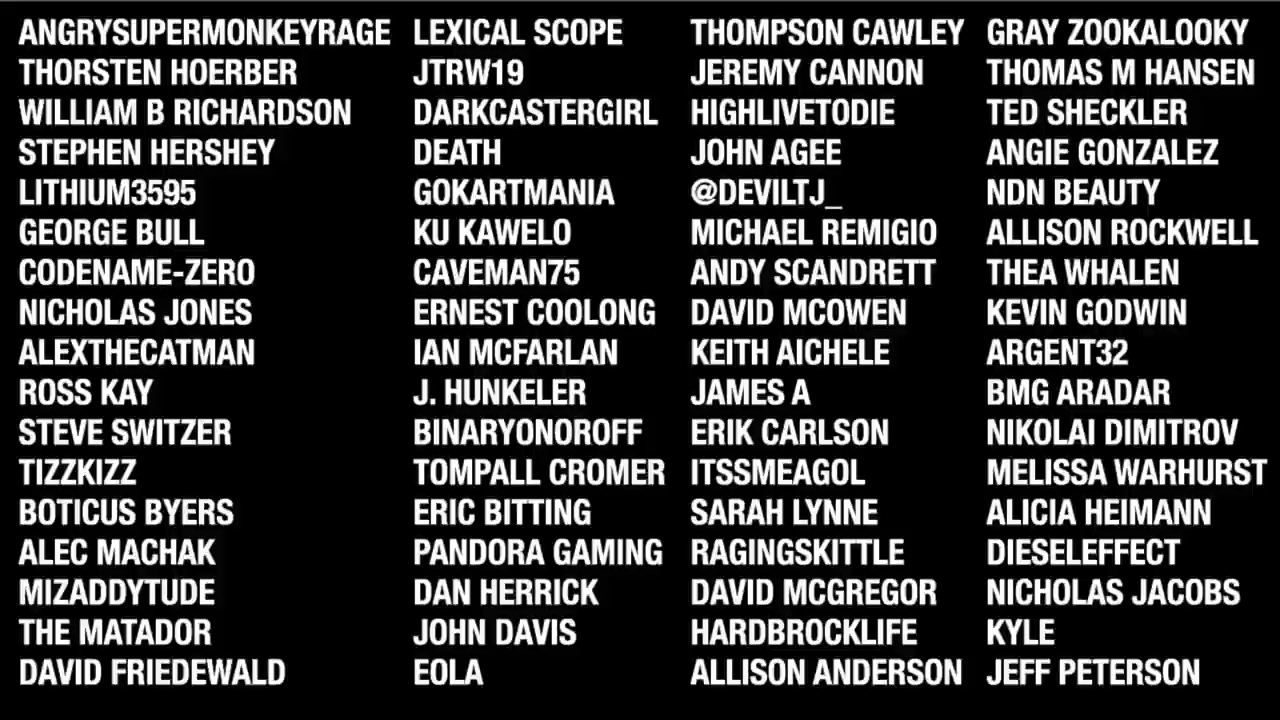 ANGRYSUPERMONKEYRAGE
THORSTEN HOERBER
WILLIAM B RICHARDSON
STEPHEN HERSHEY
LITHIUM3595
GEORGE BULL
CODENAME-ZERO
NICHOLAS JONES
ALEXTHECATMAN
ROSS KAY
STEVE SWITZER
TIZZKIZZ
BOTICUS BYERS
ALEC MACHAK
MIZADDYTUDE
THE MATADOR
DAVID FRIEDEWALD
LEXICAL SCOPE
JTRW19
DARKCASTERGIRL
DEATH
GOKARTMANIA
KU KAWELO
CAVEMAN75
ERNEST COOLONG
IAN MCFARLAN
J. HUNKELER
BINARYONOROFF
TOMPALL CROMER
ERIC BITTING
PANDORA GAMING
DAN HERRICK
JOHN DAVIS
EOLA
THOMPSON CAWLEY
JEREMY CANNON
HIGHLIVETODIE
JOHN AGEE
@DEVILTJ_
MICHAEL REMIGIO
ANDY SCANDRETT
DAVID MCOWEN
KEITH AICHELE
JAMES A
ERIK CARLSON
ITSSMEAGOL
SARAH LYNNE
RAGINGSKITTLE
DAVID MCGREGOR
HARDBROCKLIFE
ALLISON ANDERSON
GRAY ZOOKALOOKY
THOMAS M HANSEN
TED SHECKLER
ANGIE GONZALEZ
NDN BEAUTY
ALLISON ROCKWELL
THEA WHALEN
KEVIN GODWIN
ARGENT32
BMG ARADAR
NIKOLAI DIMITROV
MELISSA WARHURST
ALICIA HEIMANN
DIESELEFFECT
NICHOLAS JACOBS
KYLE
JEFF PETERSON